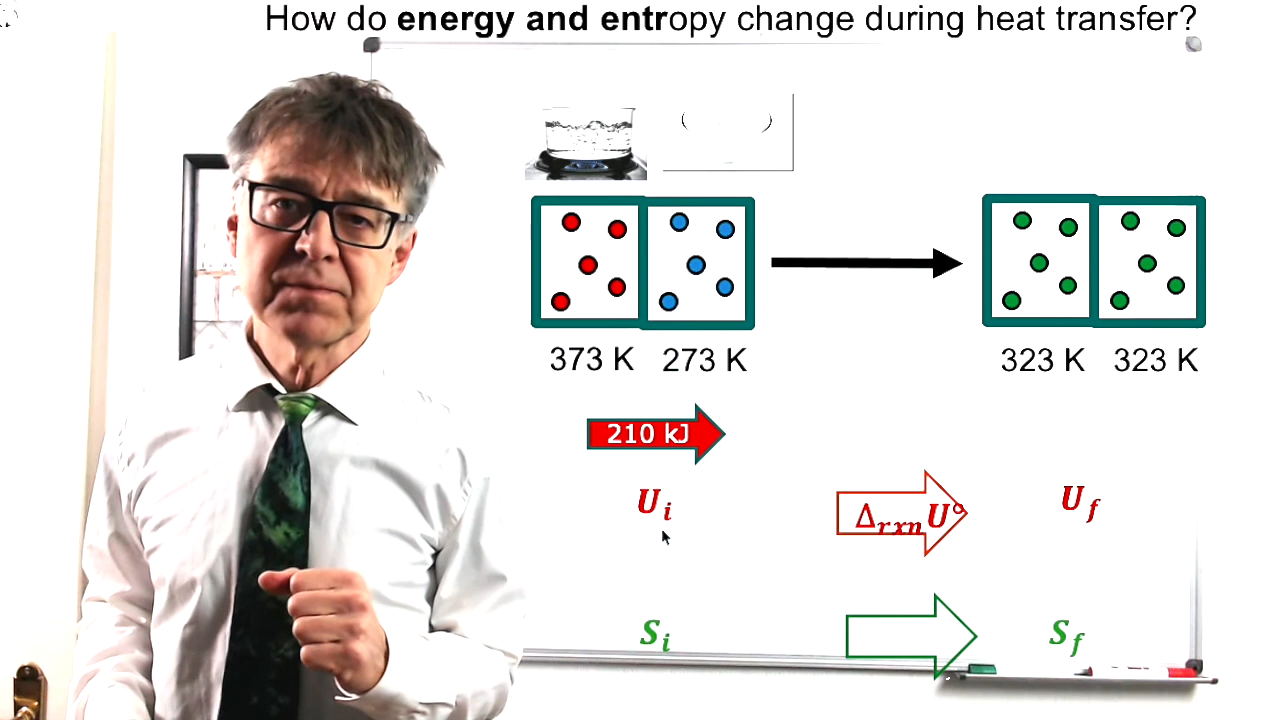 How do energy and entropy change during heat transfer?
373 K 273 K
323 K 323 K
210 kJ
U_i
Δ_rxn U°
U_f
S_i
S_f